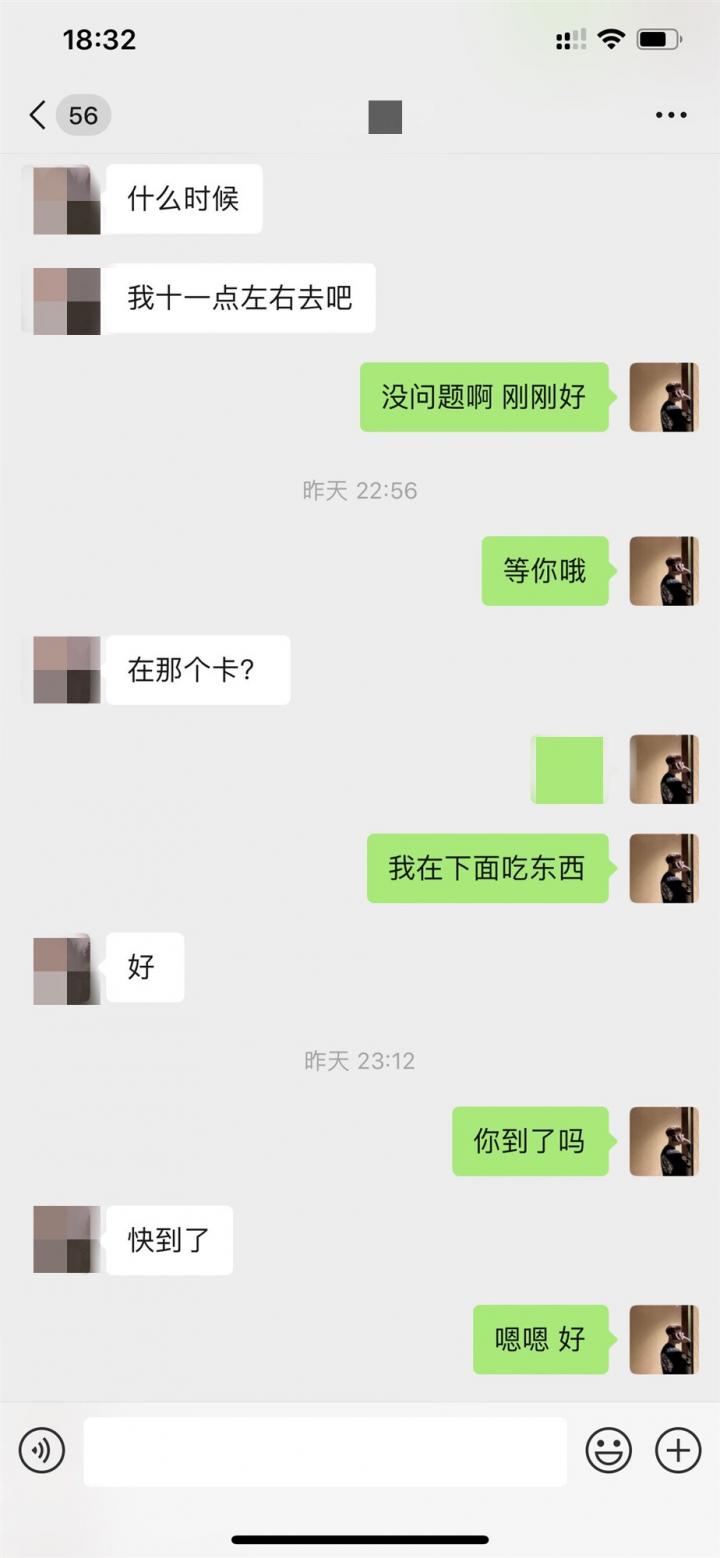 18:32
56
什么时候
我十一点左右去吧
没问题啊 刚刚好
昨天 22:56
等你哦
在那个卡?
我在下面吃东西
好
昨天 23:12
你到了吗
快到了
嗯嗯 好